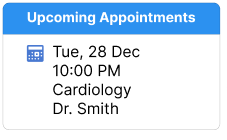 Upcoming Appointments
Tue, 28 Dec
10:00 PM
Cardiology
Dr. Smith